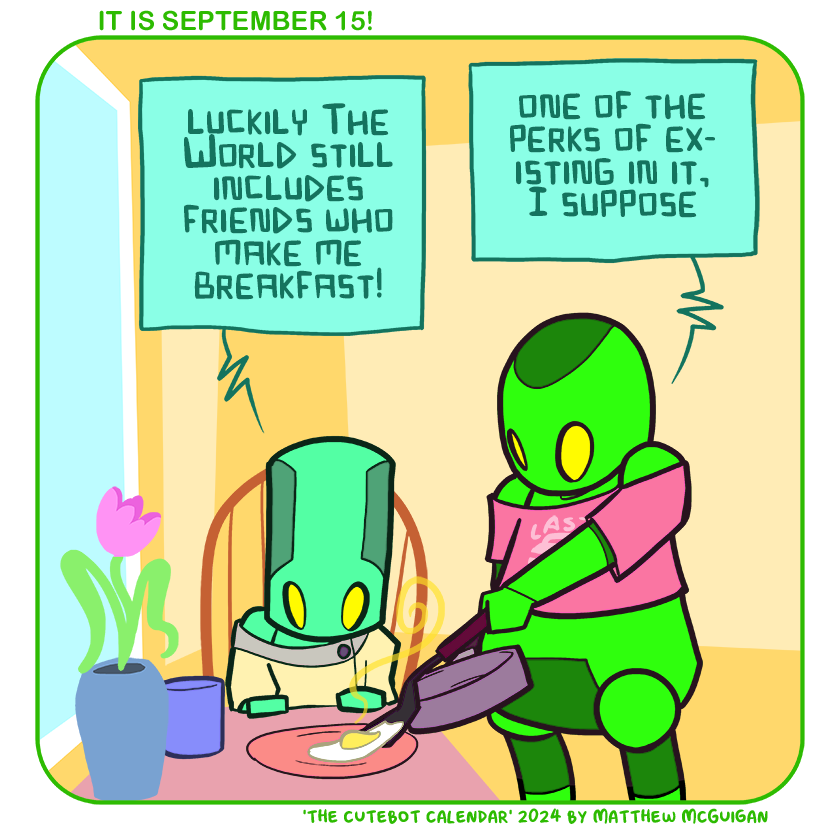 IT IS SEPTEMBER 15!
LUCKILY THE
WORLD STILL
INCLUDES
FRIENDS WHO
MAKE ME
BREAKFAST!
ONE OF THE
PERKS OF EX-
ISTING IN IT,
I SUPPOSE
LAS
'THE CUTEBOT CALENDAR' 2024 BY MATTHEW MCGUIGAN